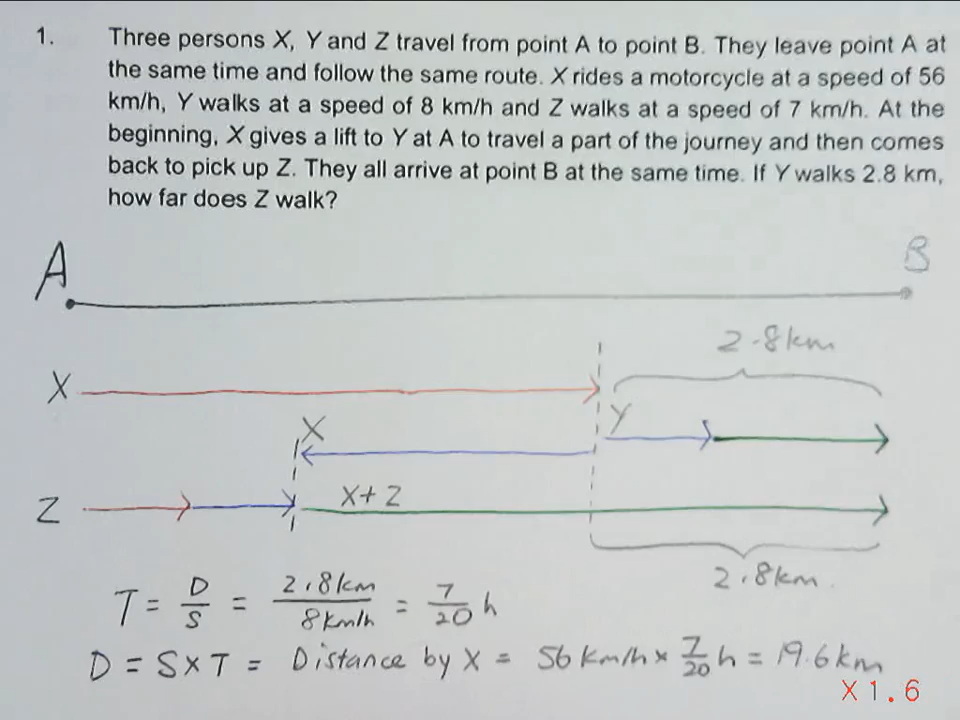 1. Three persons X, Y and Z travel from point A to point B. They leave point A at
the same time and follow the same route. X rides a motorcycle at a speed of 56
km/h, Y walks at a speed of 8 km/h and Z walks at a speed of 7 km/h. At the
beginning, X gives a lift to Y at A to travel a part of the journey and then comes
back to pick up Z. They all arrive at point B at the same time. If Y walks 2.8 km,
how far does Z walk?
A B
2.8km
X
X Y
Z X+Z
2.8km.
T = D/S = 2.8km/8km/h = 7/20 h
D = S x T = Distance by X = 56 km/h x 7/20 h = 19.6 km
X1.6